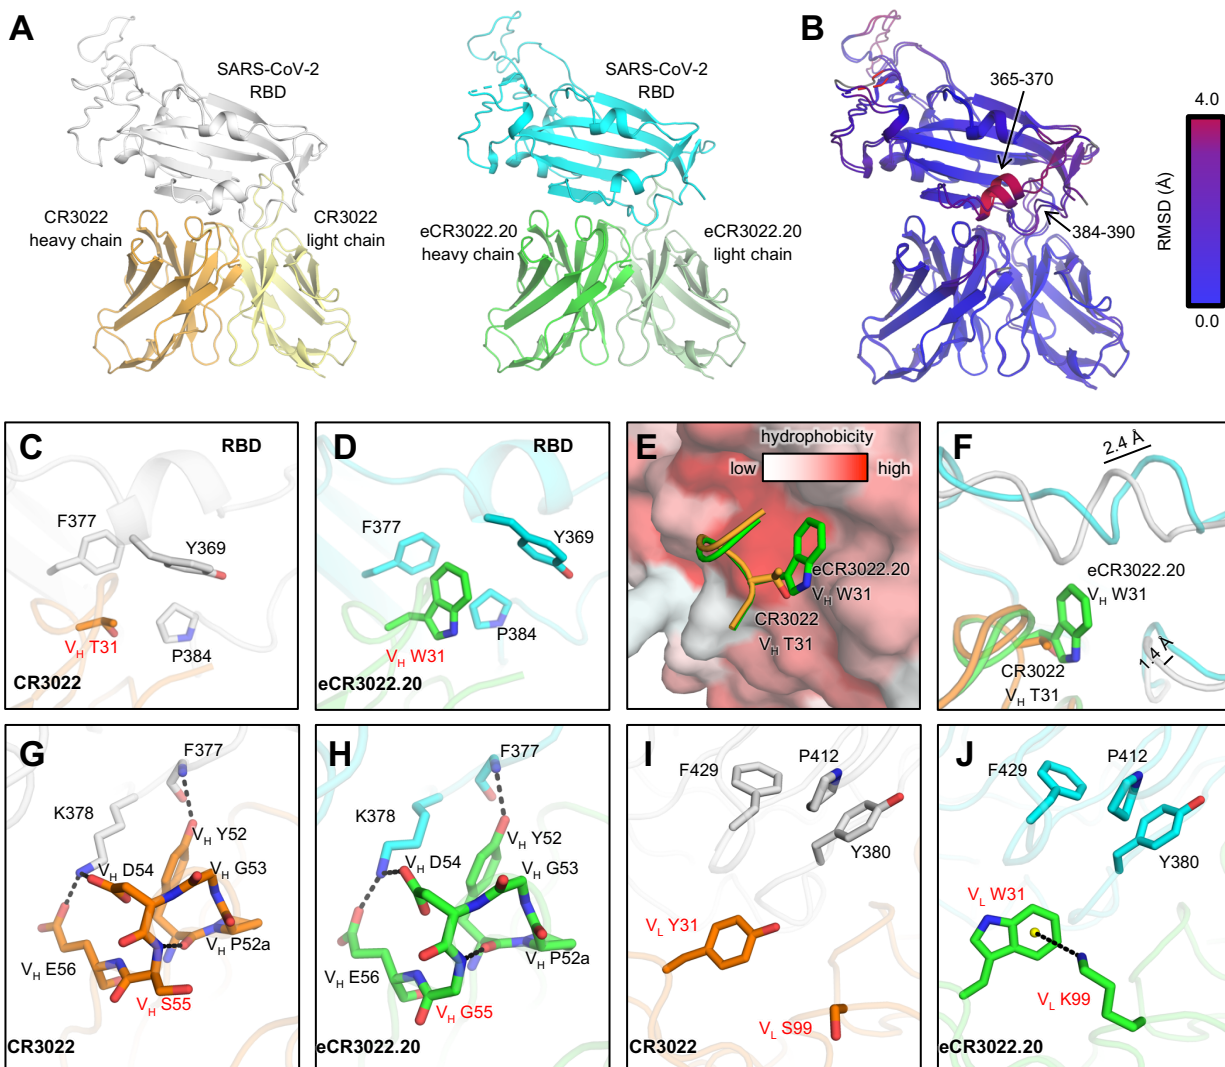 A
SARS-CoV-2
RBD
CR3022
heavy chain
CR3022
light chain
SARS-CoV-2
RBD
eCR3022.20
heavy chain
eCR3022.20
light chain
B
365-370
384-390
4.0
RMSD (Å)
0.0
C
RBD
F377
Y369
VH T31
P384
CR3022
D
RBD
F377
Y369
P384
VH W31
eCR3022.20
E
hydrophobicity
low
high
eCR3022.20
VH W31
CR3022
VH T31
F
2.4 Å
eCR3022.20
VH W31
1.4 Å
CR3022
VH T31
G
F377
K378
VH Y52
VH D54
VH G53
VH P52a
VH E56
VH S55
CR3022
H
F377
K378
VH Y52
VH D54
VH G53
VH P52a
VH E56
VH G55
eCR3022.20
I
F429
P412
Y380
VL Y31
VL S99
CR3022
J
F429
P412
Y380
VL W31
VL K99
eCR3022.20